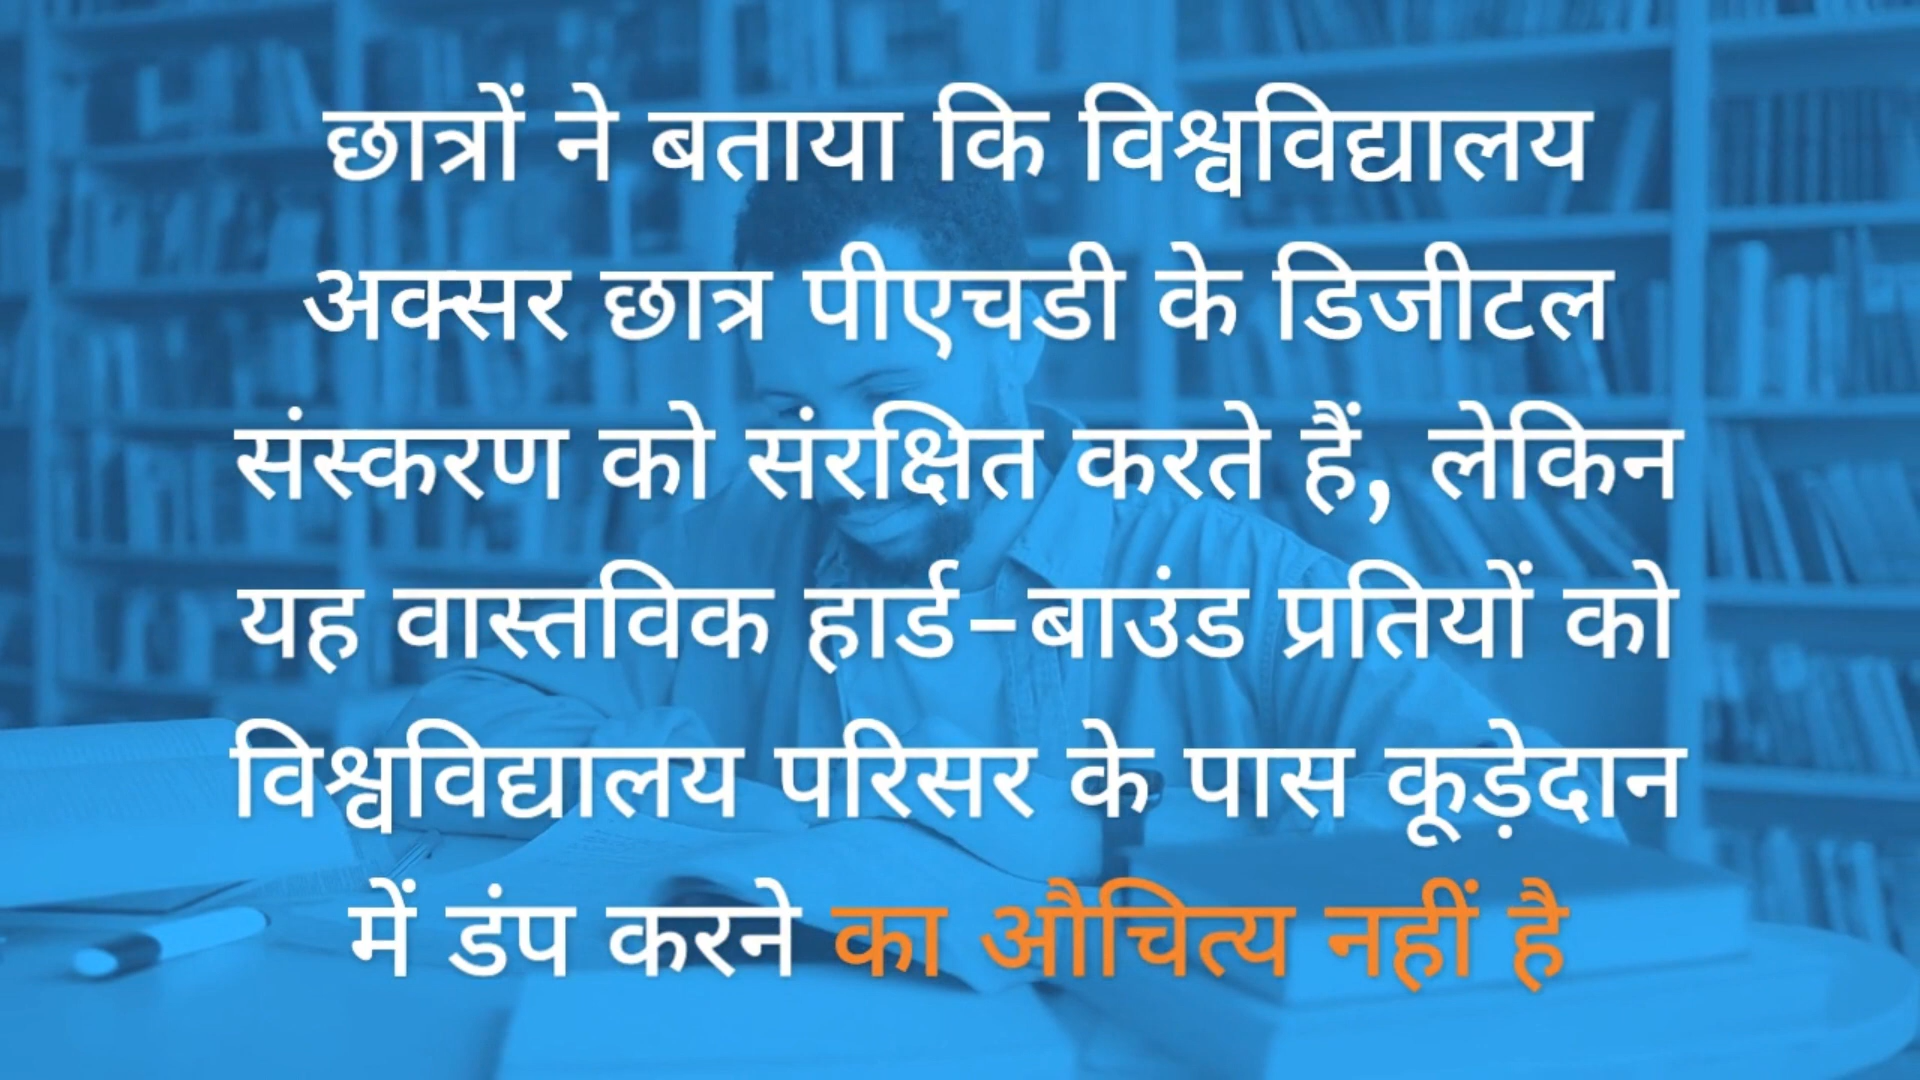 छात्रों ने बताया कि विश्वविद्यालय
अक्सर छात्र पीएचडी के डिजीटल
संस्करण को संरक्षित करते हैं, लेकिन
यह वास्तविक हार्ड-बाउंड प्रतियों को
विश्वविद्यालय परिसर के पास कूड़ेदान
में डंप करने का औचित्य नहीं है